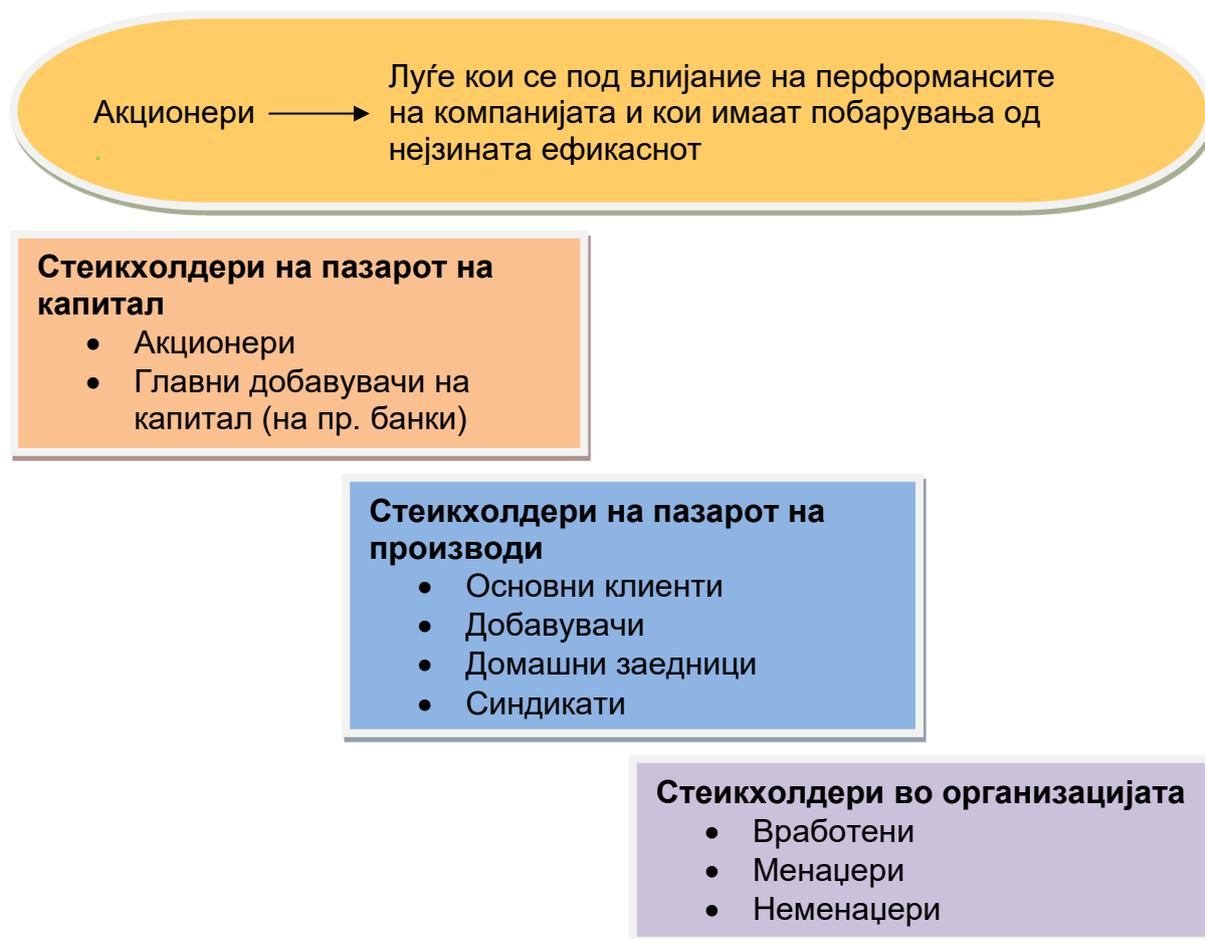 Луѓе кои се под влијание на перформансите
Акционери на компанијата и кои имаат побарувања од
нејзината ефикаснот
Стеикхолдери на пазарот на
капитал
• Акционери
• Главни добавувачи на
капитал (на пр. банки)
Стеикхолдери на пазарот на
производи
• Основни клиенти
• Добавувачи
• Домашни заедници
• Синдикати
Стеикхолдери во организацијата
• Вработени
• Менаџери
• Неменаџери